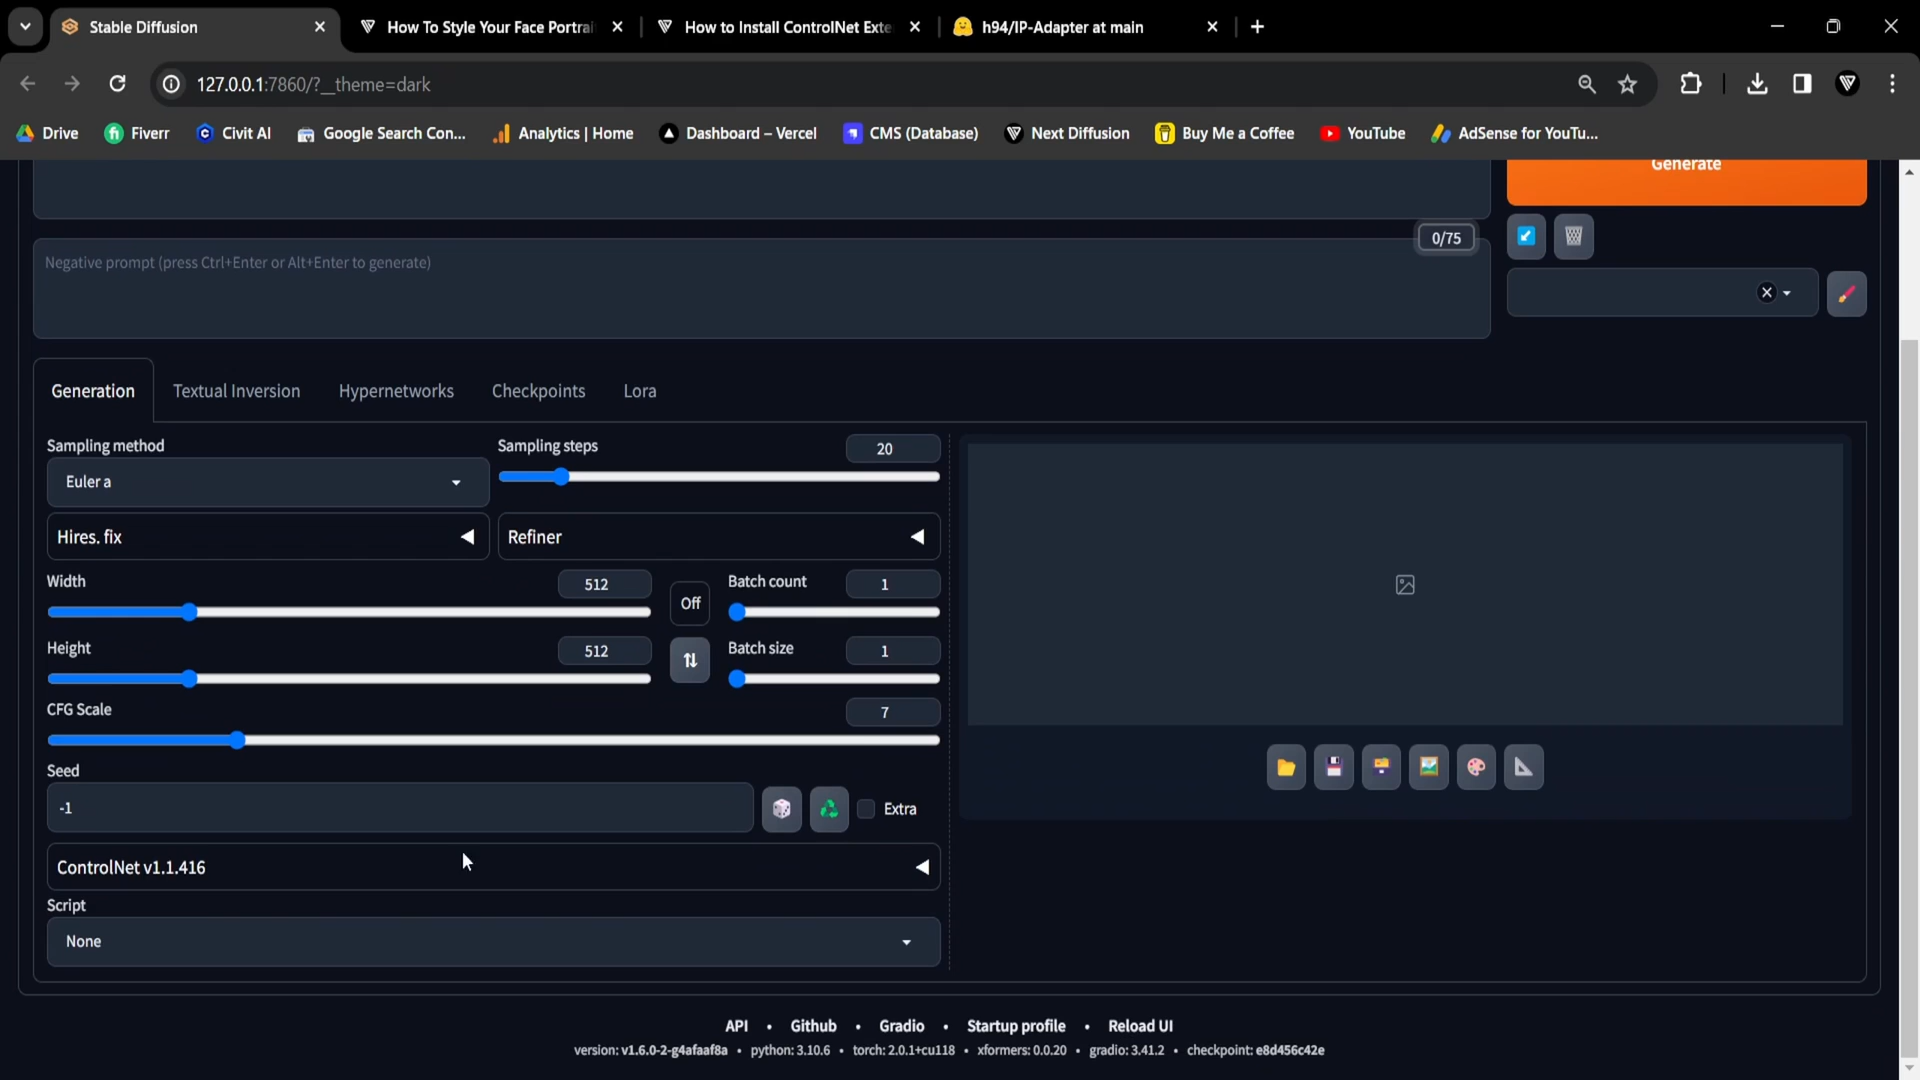 Stable Diffusion
How To Style Your Face Portrai
How to Install ControlNet Exte
h94/IP-Adapter at main
127.0.0.1:7860/?__theme=dark
Drive
Fiverr
Civit AI
Google Search Con...
Analytics | Home
Dashboard – Vercel
CMS (Database)
Next Diffusion
Buy Me a Coffee
YouTube
AdSense for YouTu...
Generate
0/75
Negative prompt (press Ctrl+Enter or Alt+Enter to generate)
Generation
Textual Inversion
Hypernetworks
Checkpoints
Lora
Sampling method
Sampling steps
20
Euler a
Hires. fix
Refiner
Width
512
Off
Batch count
1
Height
512
Batch size
1
CFG Scale
7
Seed
-1
Extra
ControlNet v1.1.416
Script
None
API • Github • Gradio • Startup profile • Reload UI
version: v1.6.0-2-g4afaaf8a • python: 3.10.6 • torch: 2.0.1+cu118 • xformers: 0.0.20 • gradio: 3.41.2 • checkpoint: e8d456c42e